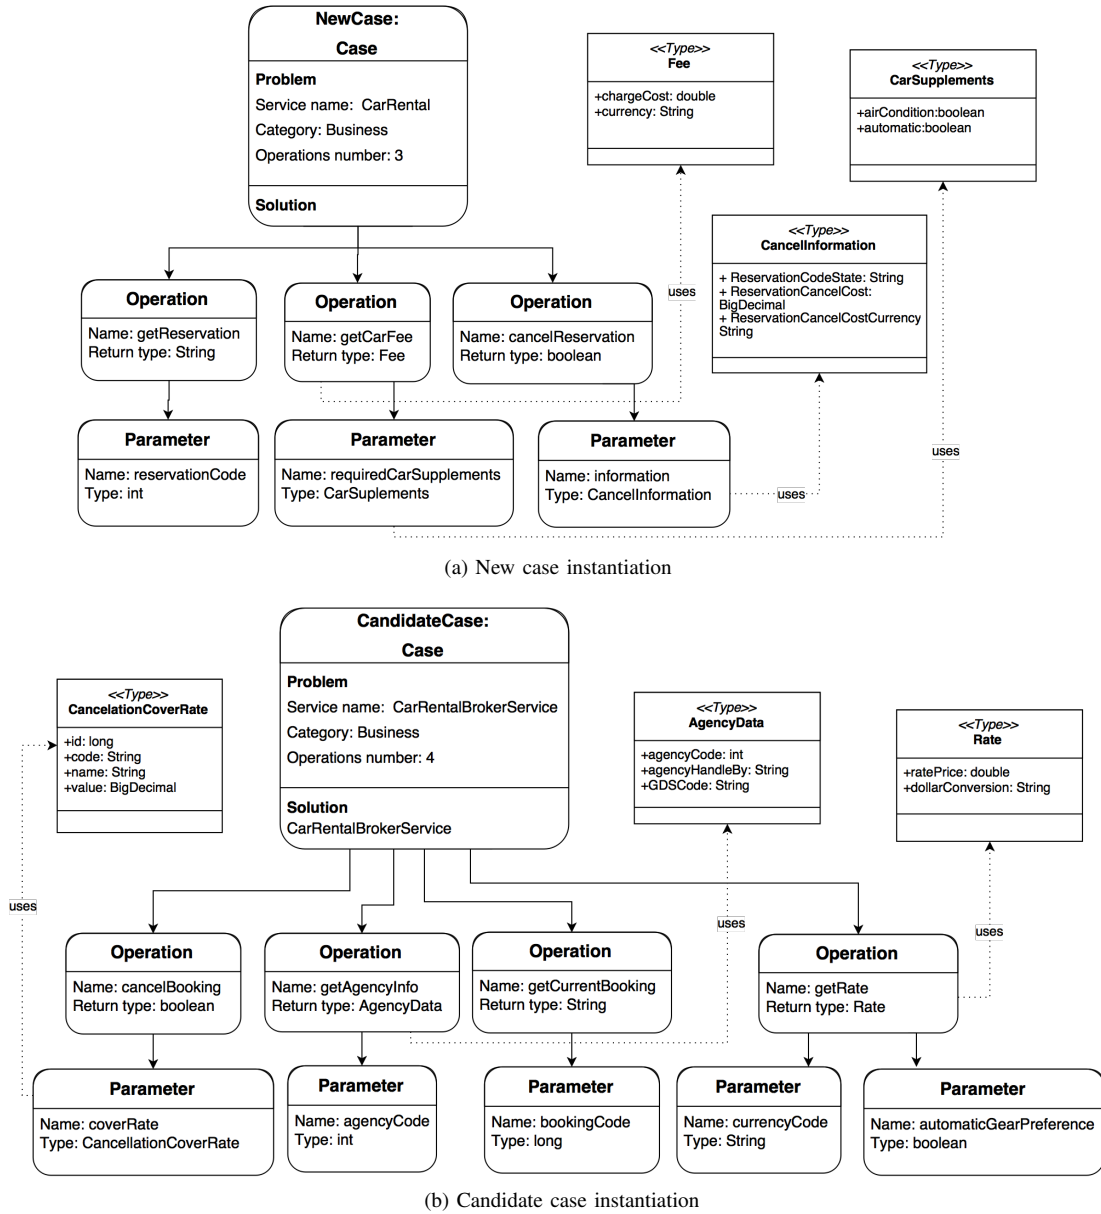 NewCase:
Case
Problem
Service name: CarRental
Category: Business
Operations number: 3
Solution
<<Type>>
Fee
+chargeCost: double
+currency: String
<<Type>>
CarSupplements
+airCondition:boolean
+automatic:boolean
<<Type>>
CancelInformation
+ ReservationCodeState: String
+ ReservationCancelCost:
BigDecimal
+ ReservationCancelCostCurrency
String
uses
Operation
Name: getReservation
Return type: String
Operation
Name: getCarFee
Return type: Fee
Operation
Name: cancelReservation
Return type: boolean
Parameter
Name: reservationCode
Type: int
Parameter
Name: requiredCarSupplements
Type: CarSuplements
Parameter
Name: information
Type: CancelInformation
uses
uses
(a) New case instantiation
CandidateCase:
Case
Problem
Service name: CarRentalBrokerService
Category: Business
Operations number: 4
Solution
CarRentalBrokerService
<<Type>>
CancelationCoverRate
+id: long
+code: String
+name: String
+value: BigDecimal
<<Type>>
AgencyData
+agencyCode: int
+agencyHandleBy: String
+GDSCode: String
<<Type>>
Rate
+ratePrice: double
+dollarConversion: String
uses
uses
uses
Operation
Name: cancelBooking
Return type: boolean
Operation
Name: getAgencyInfo
Return type: AgencyData
Operation
Name: getCurrentBooking
Return type: String
Operation
Name: getRate
Return type: Rate
Parameter
Name: coverRate
Type: CancellationCoverRate
Parameter
Name: agencyCode
Type: int
Parameter
Name: bookingCode
Type: long
Parameter
Name: currencyCode
Type: String
Parameter
Name: automaticGearPreference
Type: boolean
(b) Candidate case instantiation